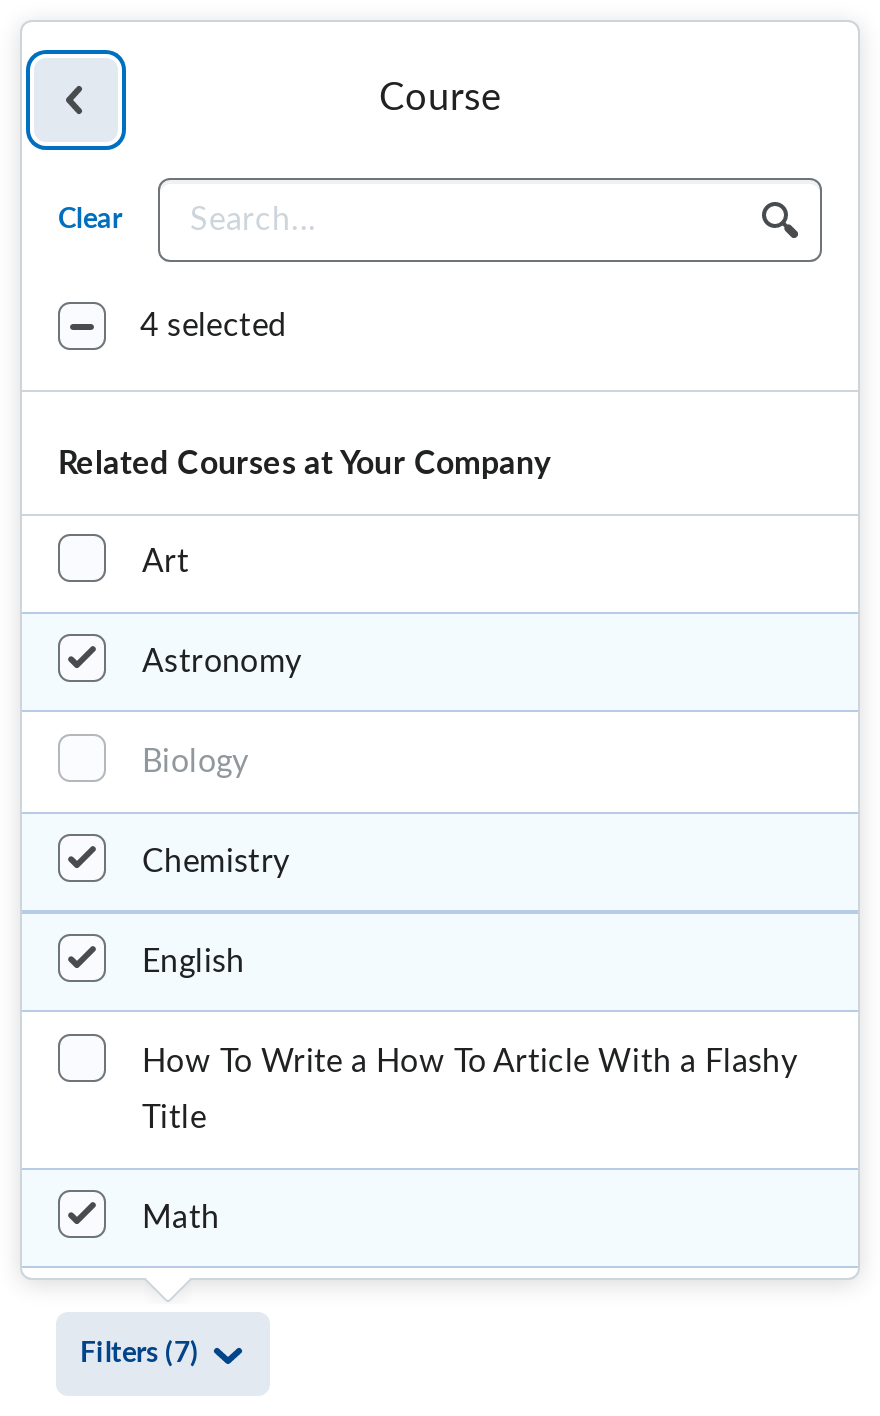 Course
Clear
Search...
4 selected
Related Courses at Your Company
Art
Astronomy
Biology
Chemistry
English
How To Write a How To Article With a Flashy
Title
Math
Filters (7)